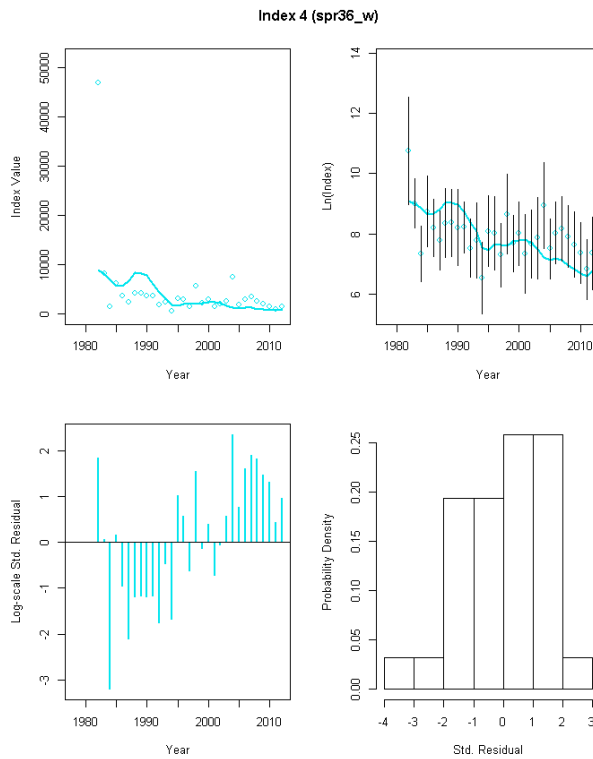 Index 4 (spr36_w)
Index Value
0 10000 20000 30000 40000 50000
1980 1990 2000 2010
Year
Ln(Index)
6 8 10 12 14
1980 1990 2000 2010
Year
Log-scale Std. Residual
-3 -2 -1 0 1 2
1980 1990 2000 2010
Year
Probability Density
0.00 0.05 0.10 0.15 0.20 0.25
-4 -3 -2 -1 0 1 2 3
Std. Residual